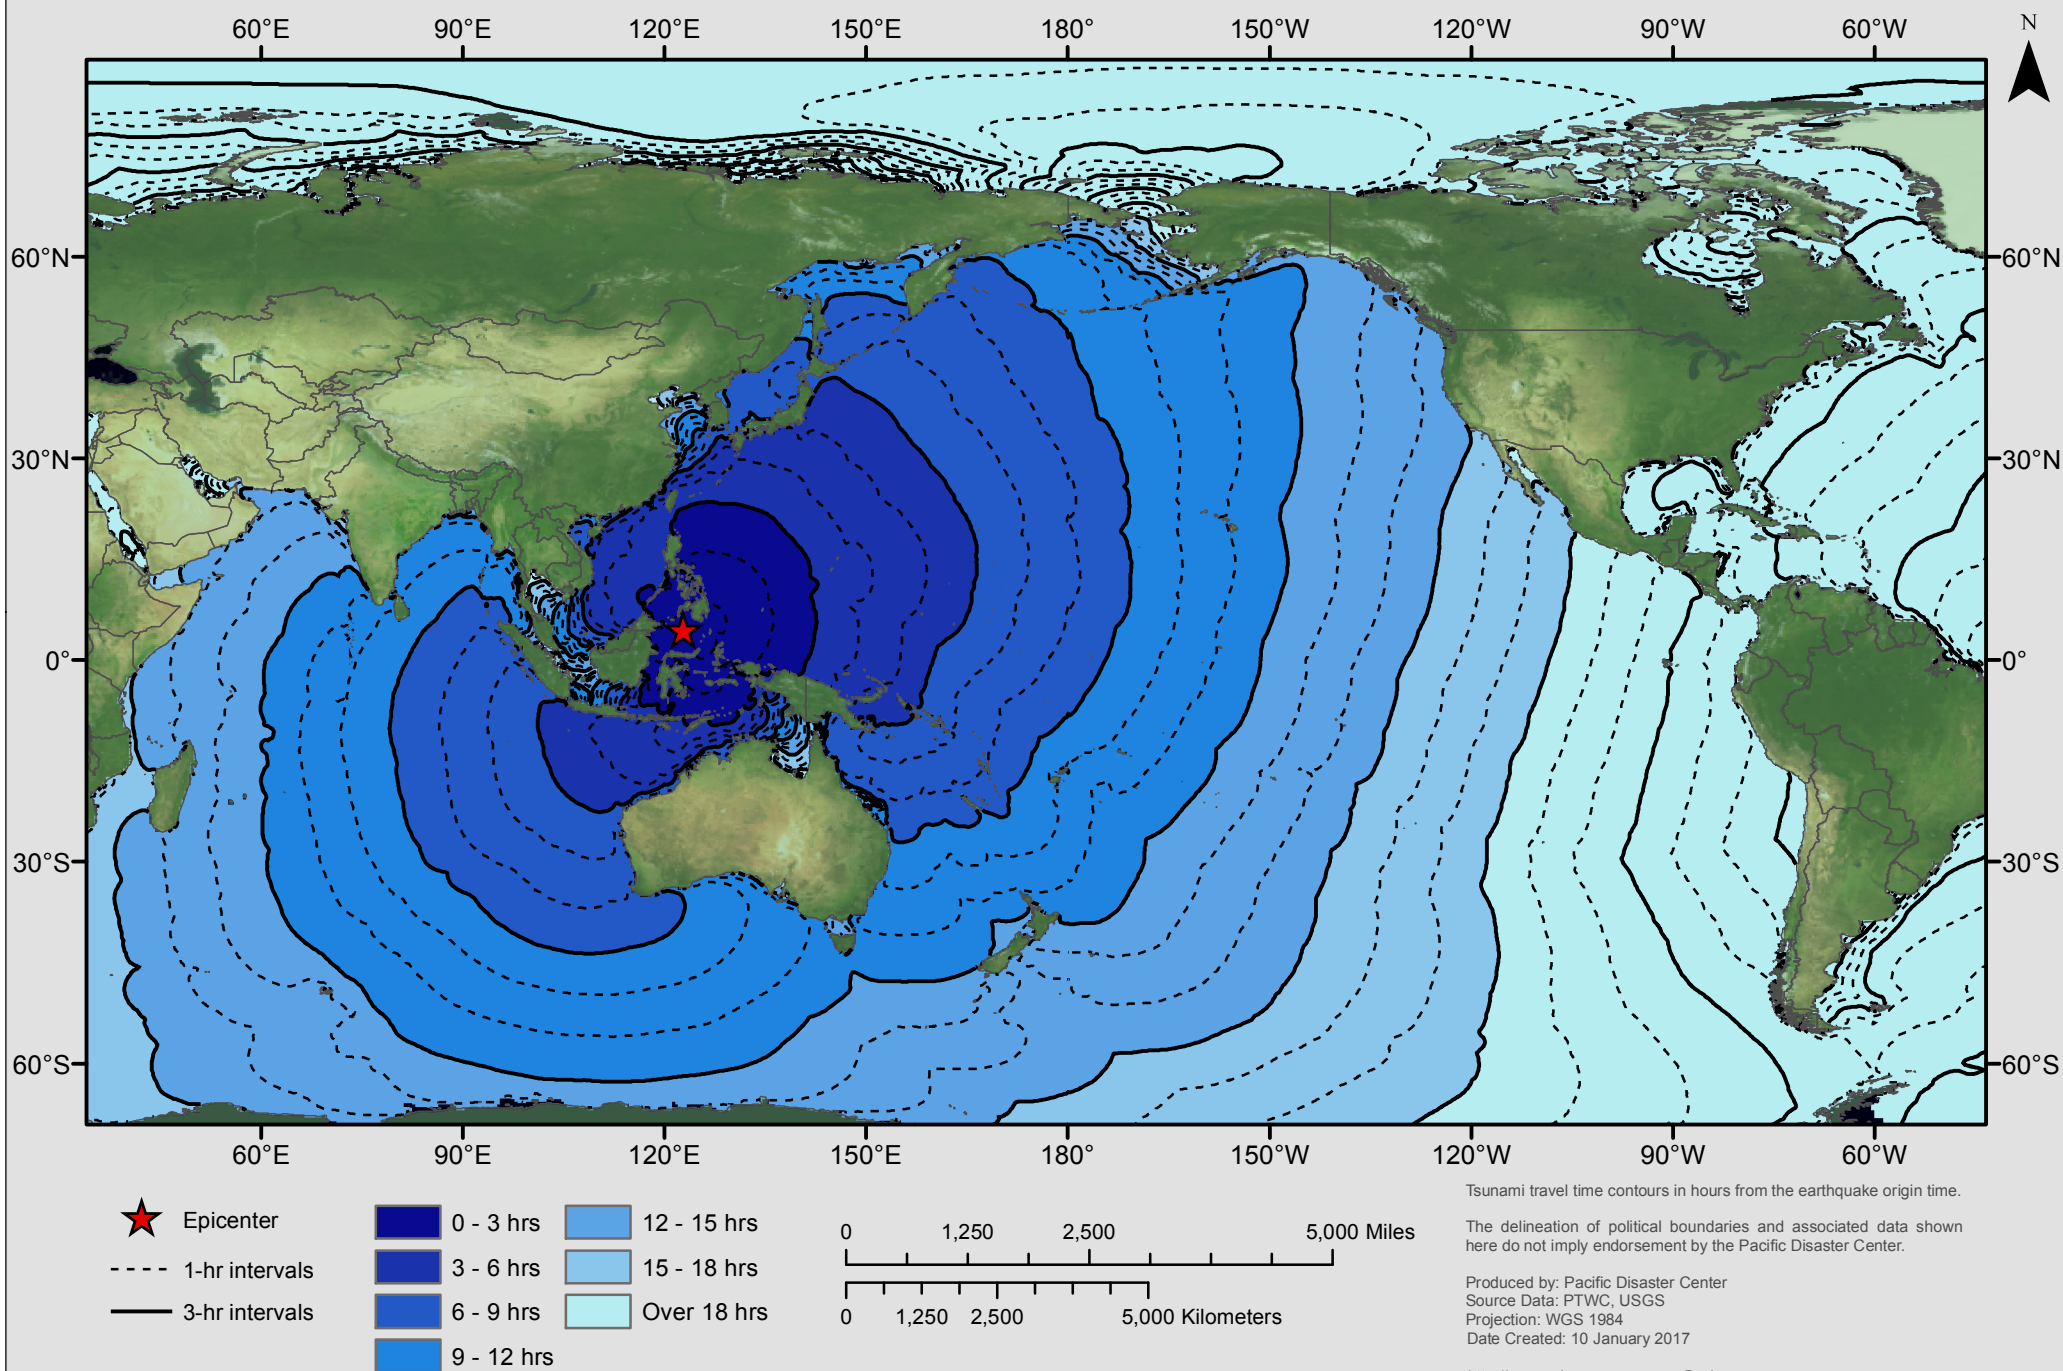 60°E 90°E 120°E 150°E 180° 150°W 120°W 90°W 60°W
N
60°N 60°N
30°N 30°N
0° 0°
30°S 30°S
60°S 60°S
60°E 90°E 120°E 150°E 180° 150°W 120°W 90°W 60°W
Epicenter
1-hr intervals
3-hr intervals
0 - 3 hrs
3 - 6 hrs
6 - 9 hrs
9 - 12 hrs
12 - 15 hrs
15 - 18 hrs
Over 18 hrs
0 1,250 2,500 5,000 Miles
0 1,250 2,500 5,000 Kilometers
Tsunami travel time contours in hours from the earthquake origin time.
The delineation of political boundaries and associated data shown
here do not imply endorsement by the Pacific Disaster Center.
Produced by: Pacific Disaster Center
Source Data: PTWC, USGS
Projection: WGS 1984
Date Created: 10 January 2017